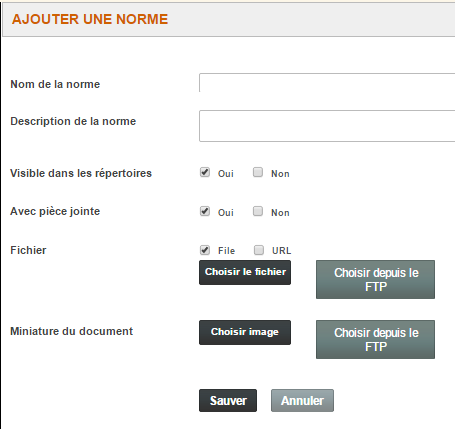 AJOUTER UNE NORME
Nom de la norme
Description de la norme
Visible dans les répertoires Oui Non
Avec pièce jointe Oui Non
Fichier File URL
Choisir le fichier Choisir depuis le
FTP
Miniature du document Choisir image Choisir depuis le
FTP
Sauver Annuler